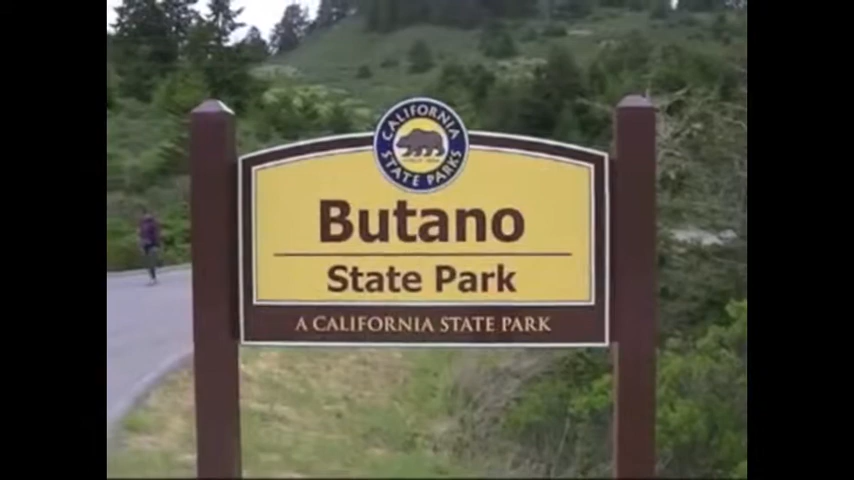 CALIFORNIA
STATE PARKS
Butano
State Park
A CALIFORNIA STATE PARK